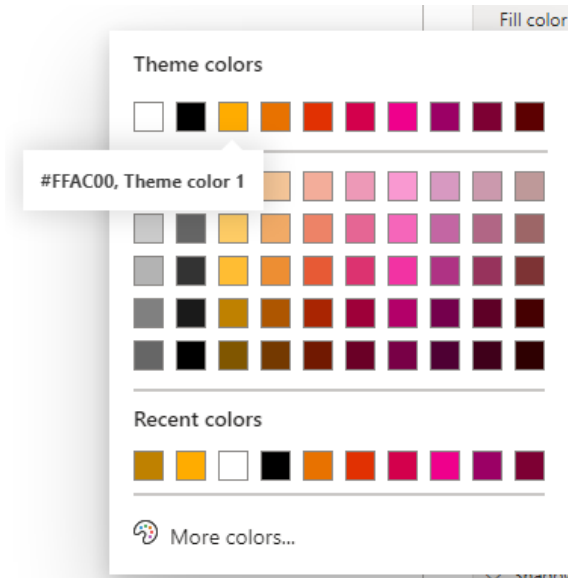 Fill color
Theme colors
#FFAC00, Theme color 1
Recent colors
More colors...